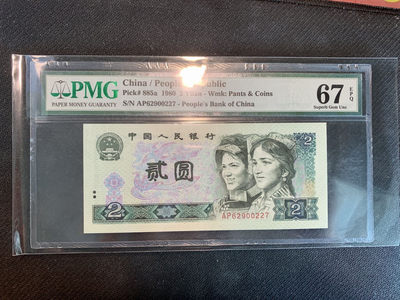 PMG
PAPER MONEY GUARANTY
China / People's Republic
Pick# 885a 1980 2 Yuan - Wmk: Pants & Coins
S/N AP62900227 - People's Bank of China
67 EPQ
Superb Gem Unc
中国人民银行
2
贰圆
AP62900227
2
2